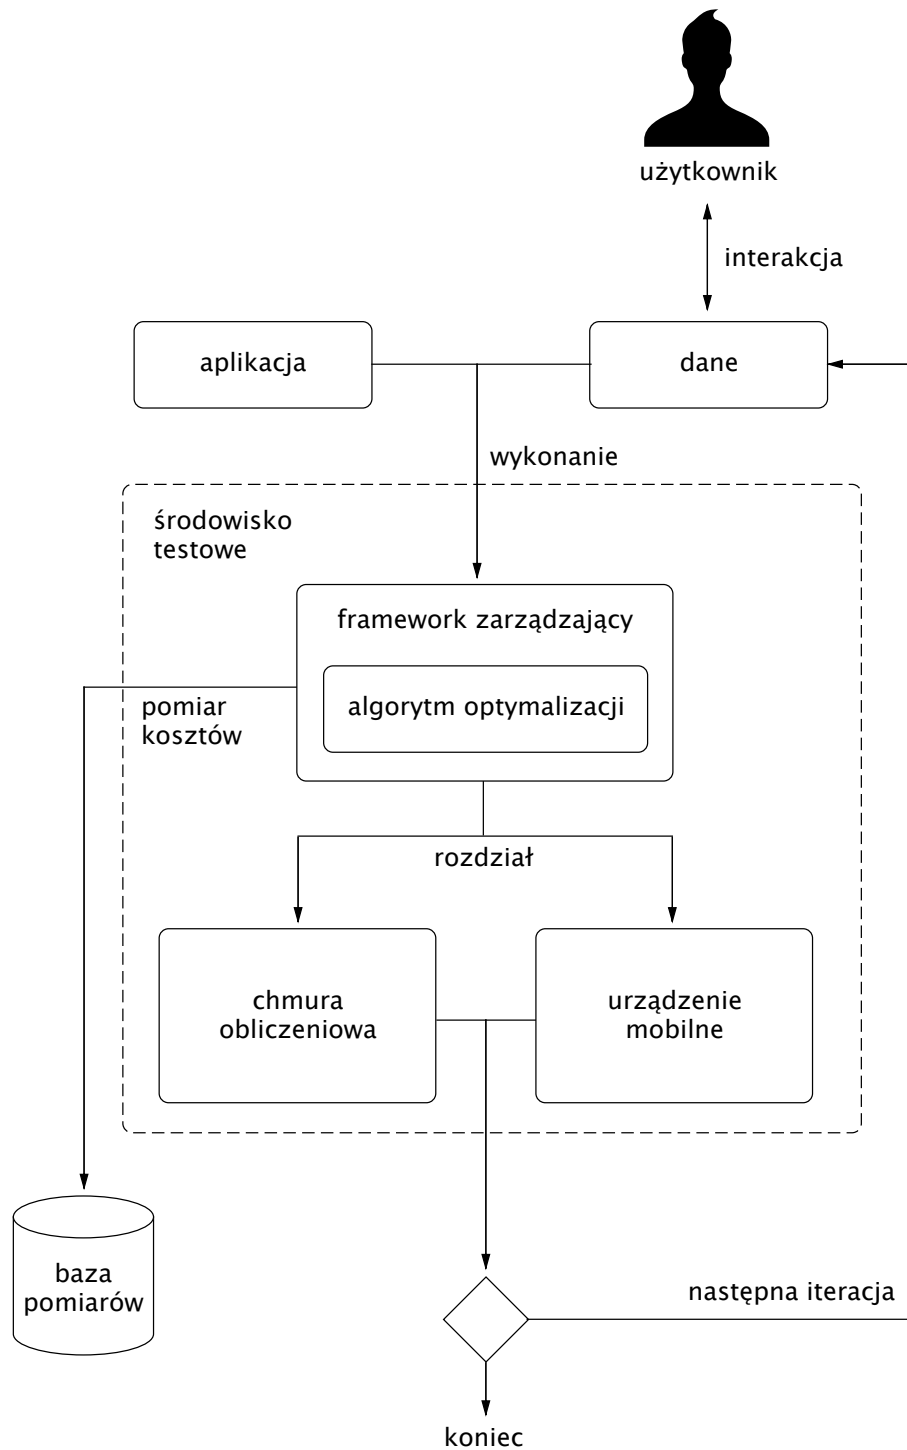 użytkownik
interakcja
aplikacja
dane
wykonanie
środowisko
testowe
framework zarządzający
algorytm optymalizacji
pomiar
kosztów
rozdział
chmura
obliczeniowa
urządzenie
mobilne
baza
pomiarów
następna iteracja
koniec